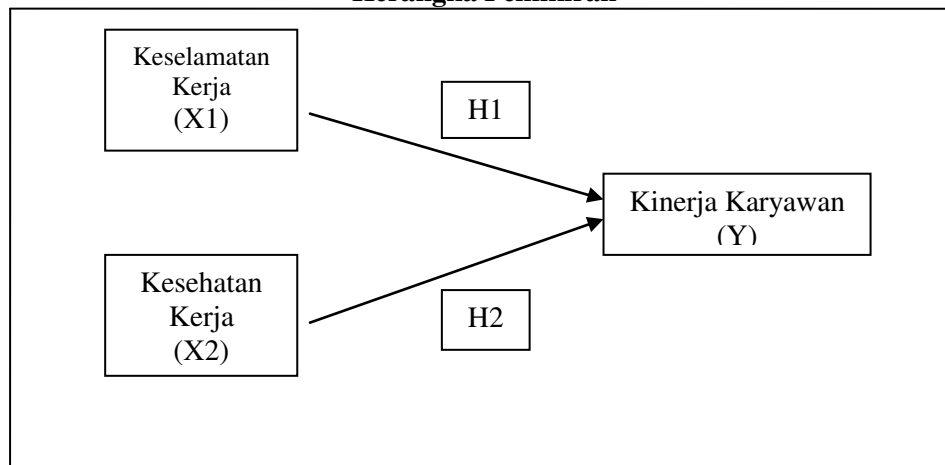 Keselamatan
Kerja
(X1)
H1
Kinerja Karyawan
(Y)
Kesehatan
Kerja
(X2)
H2